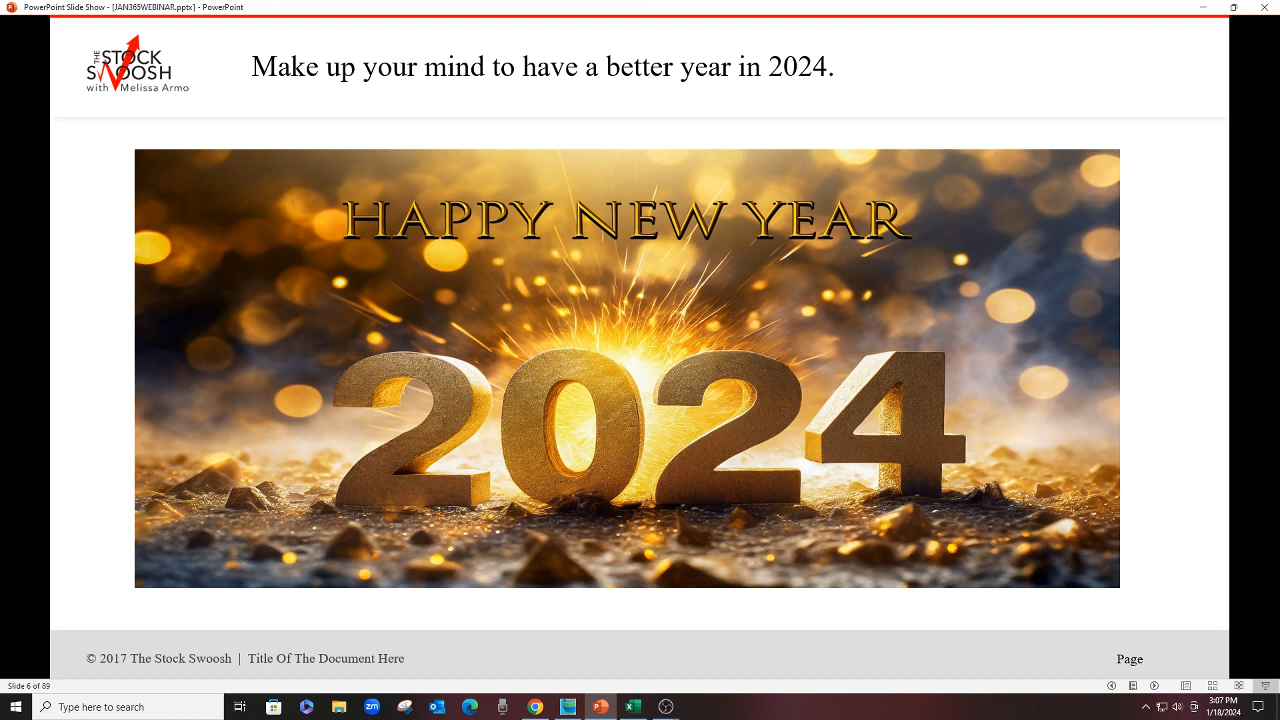 PowerPoint Slide Show - [JAN365WEBINAR.pptx] - PowerPoint
THE STOCK
SWOOSH
with Melissa Armo
Make up your mind to have a better year in 2024.
HAPPY NEW YEAR
2024
© 2017 The Stock Swoosh | Title Of The Document Here
Page
Slide 6 of 89
Type here to search
zm
3:07 PM
1/18/2024